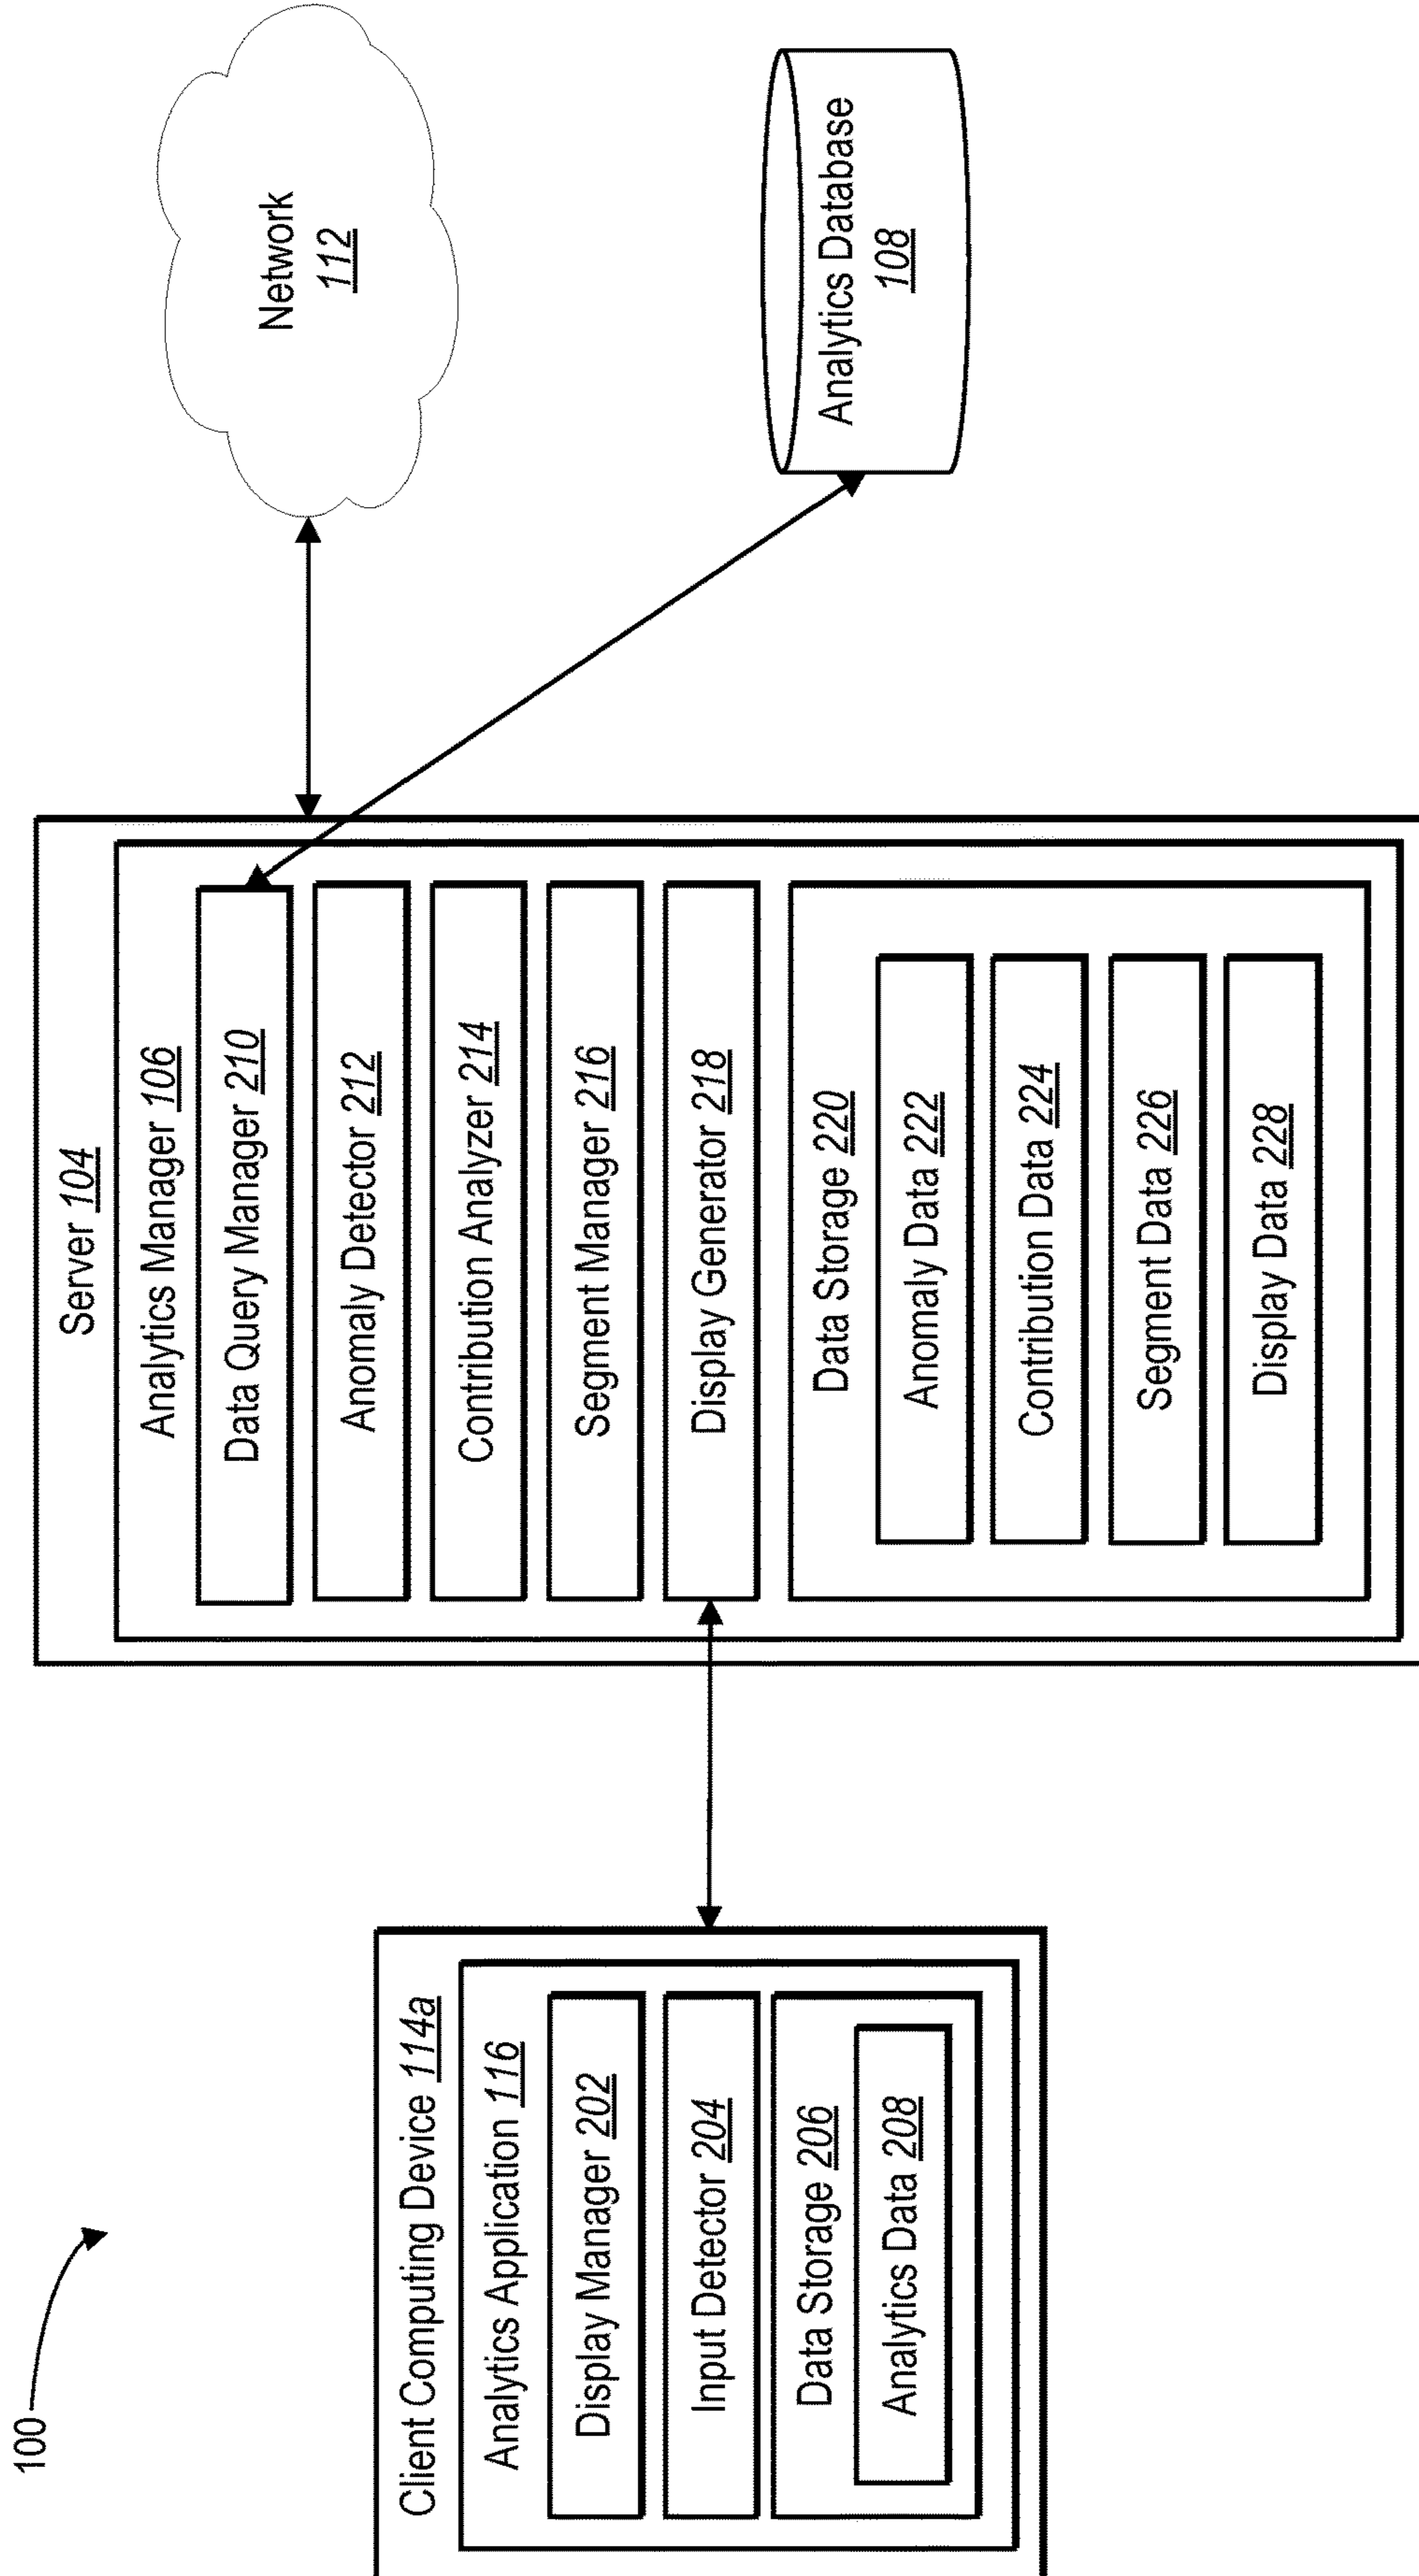 100
Client Computing Device 114a
Analytics Application 116
Display Manager 202
Input Detector 204
Data Storage 206
Analytics Data 208
Server 104
Analytics Manager 106
Data Query Manager 210
Anomaly Detector 212
Contribution Analyzer 214
Segment Manager 216
Display Generator 218
Data Storage 220
Anomaly Data 222
Contribution Data 224
Segment Data 226
Display Data 228
Network
112
Analytics Database
108